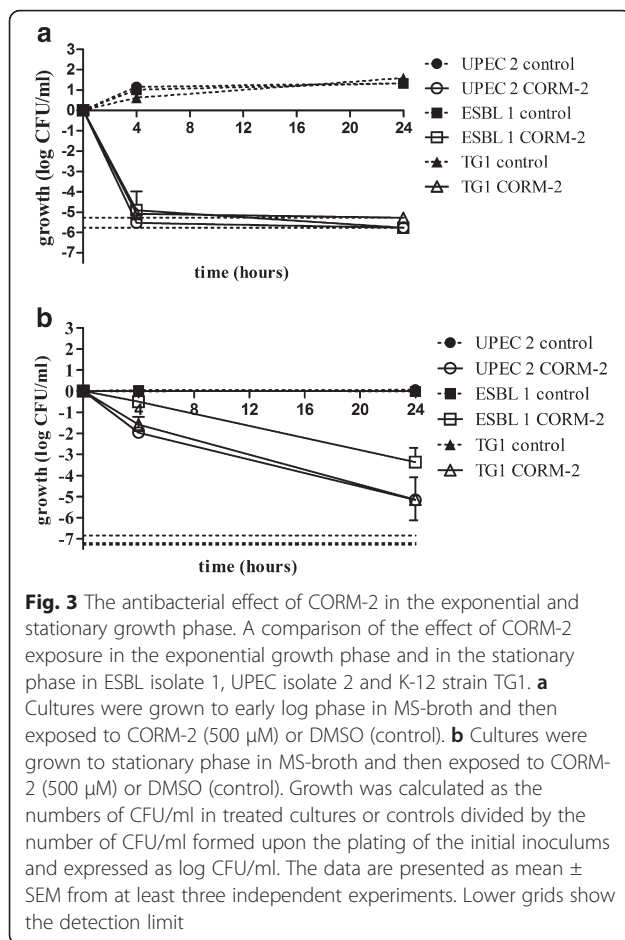 a
3
2
1
0
-1
-2
-3
-4
-5
-6
-7
4 8 12 16 20 24
growth (log CFU/ml)
time (hours)
UPEC 2 control
UPEC 2 CORM-2
ESBL 1 control
ESBL 1 CORM-2
TG1 control
TG1 CORM-2
b
3
2
1
0
-1
-2
-3
-4
-5
-6
-7
4 8 12 16 20 24
growth (log CFU/ml)
time (hours)
UPEC 2 control
UPEC 2 CORM-2
ESBL 1 control
ESBL 1 CORM-2
TG1 control
TG1 CORM-2
Fig. 3 The antibacterial effect of CORM-2 in the exponential and
stationary growth phase. A comparison of the effect of CORM-2
exposure in the exponential growth phase and in the stationary
phase in ESBL isolate 1, UPEC isolate 2 and K-12 strain TG1. a
Cultures were grown to early log phase in MS-broth and then
exposed to CORM-2 (500 μM) or DMSO (control). b Cultures were
grown to stationary phase in MS-broth and then exposed to CORM-
2 (500 μM) or DMSO (control). Growth was calculated as the
numbers of CFU/ml in treated cultures or controls divided by the
number of CFU/ml formed upon the plating of the initial inoculums
and expressed as log CFU/ml. The data are presented as mean ±
SEM from at least three independent experiments. Lower grids show
the detection limit